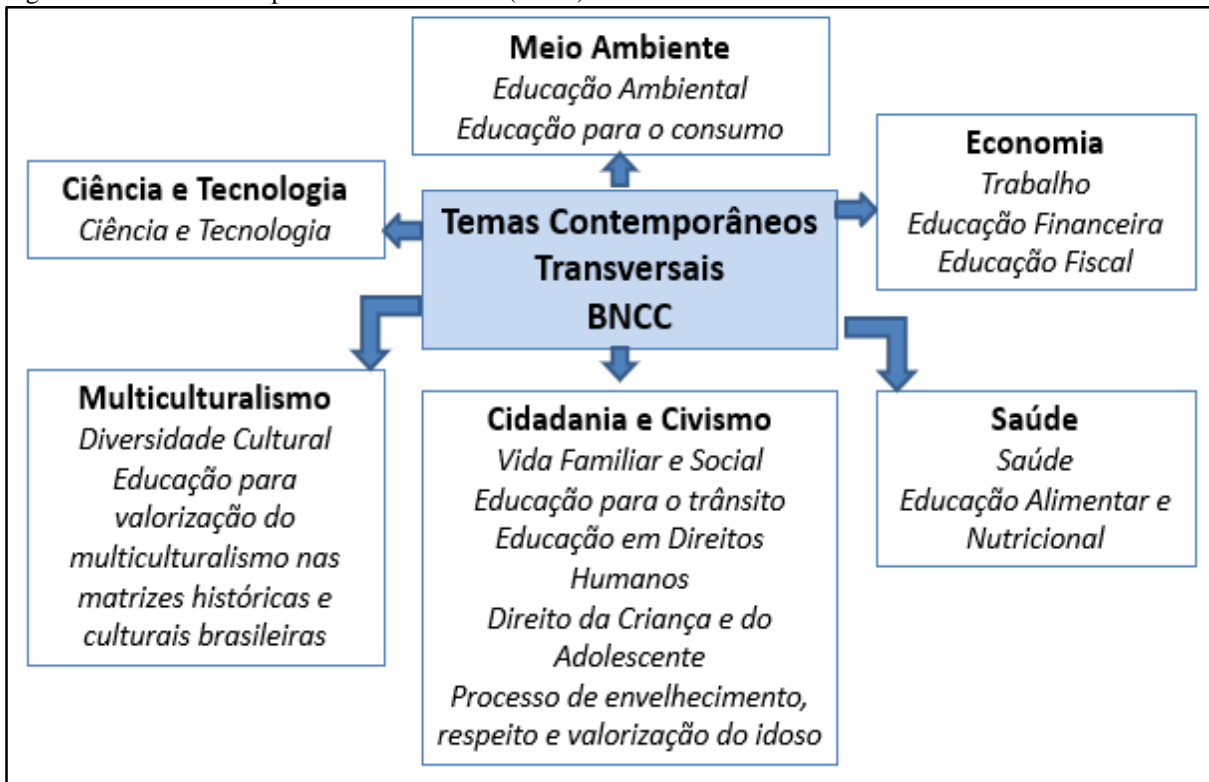 Meio Ambiente
Educação Ambiental
Educação para o consumo
Economia
Trabalho
Educação Financeira
Educação Fiscal
Ciência e Tecnologia
Ciência e Tecnologia
Temas Contemporâneos
Transversais
BNCC
Multiculturalismo
Diversidade Cultural
Educação para
valorização do
multiculturalismo nas
matrizes históricas e
culturais brasileiras
Cidadania e Civismo
Vida Familiar e Social
Educação para o trânsito
Educação em Direitos
Humanos
Direito da Criança e do
Adolescente
Processo de envelhecimento,
respeito e valorização do idoso
Saúde
Saúde
Educação Alimentar e
Nutricional